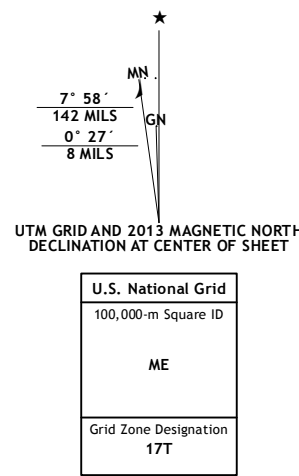 ★
MN
GN
7° 58´
142 MILS
0° 27´
8 MILS
UTM GRID AND 2013 MAGNETIC NORTH
DECLINATION AT CENTER OF SHEET
U.S. National Grid
100,000-m Square ID
ME
Grid Zone Designation
17T